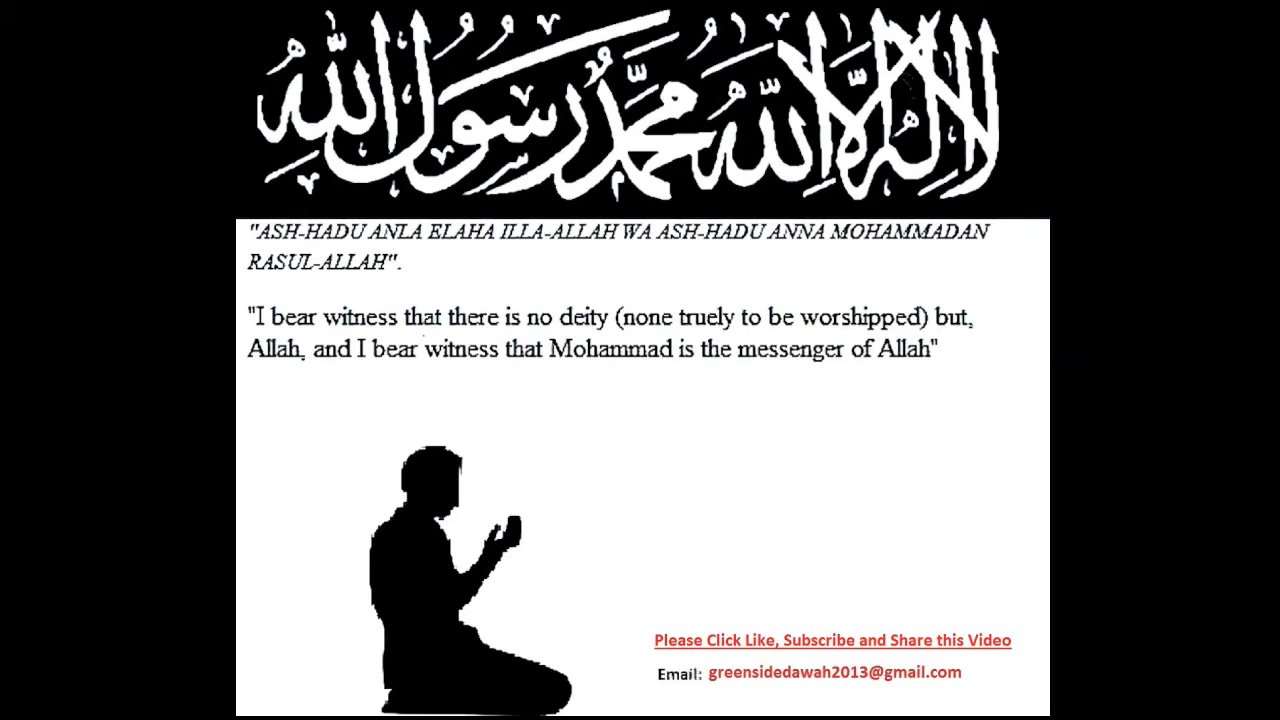 لا إله إلا الله محمد رسول الله
"ASH-HADU ANLA ELAHA ILLA-ALLAH WA ASH-HADU ANNA MOHAMMADAN
RASUL-ALLAH".
"I bear witness that there is no deity (none truely to be worshipped) but,
Allah, and I bear witness that Mohammad is the messenger of Allah"
Please Click Like, Subscribe and Share this Video
Email: greensidedawah2013@gmail.com